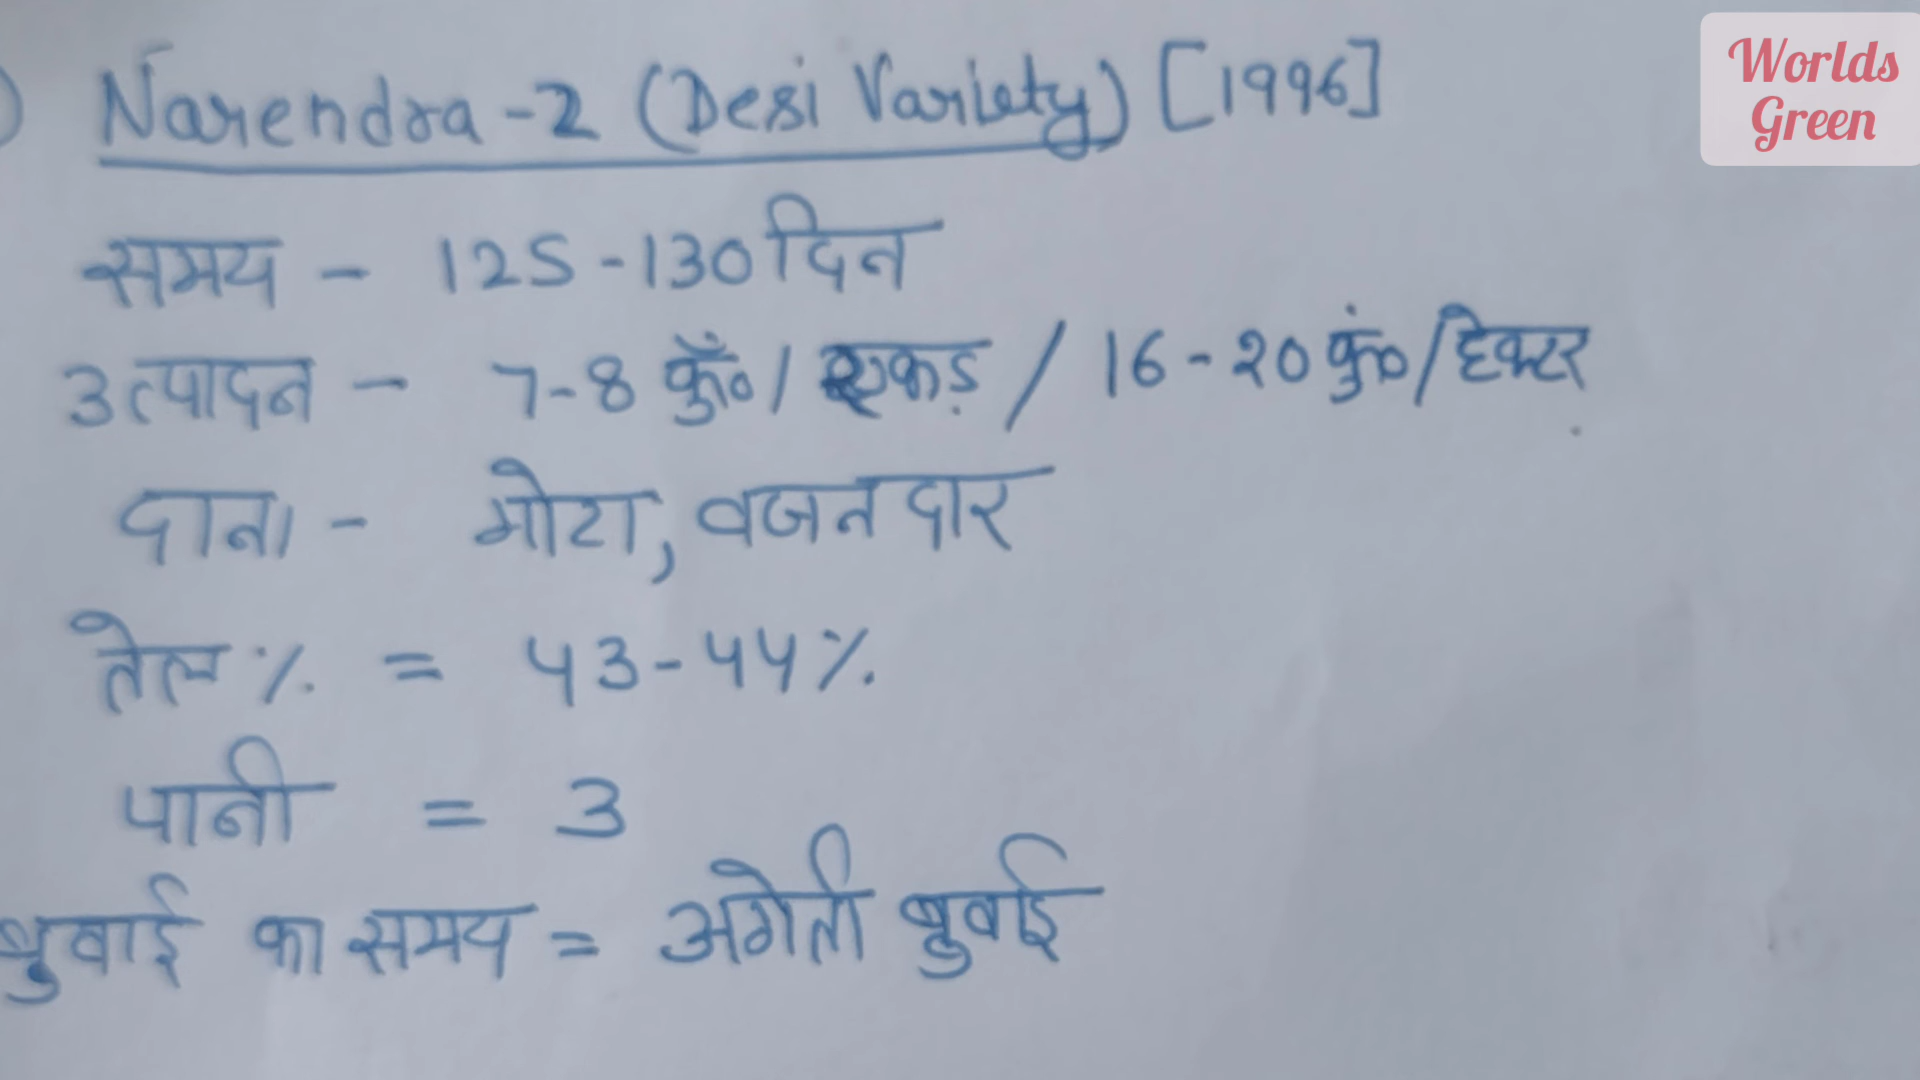 ) Narendra-2 (Desi Variety) [1996]
Worlds
Green
समय - 125-130 दिन
उत्पादन - 7-8 कुँ०/ एकड़ / 16-20 कुं०/हेक्टर
दाना - मोटा, वजनदार
तेल % = 43-44%
पानी = 3
बुवाई का समय = अगेती बुवाई